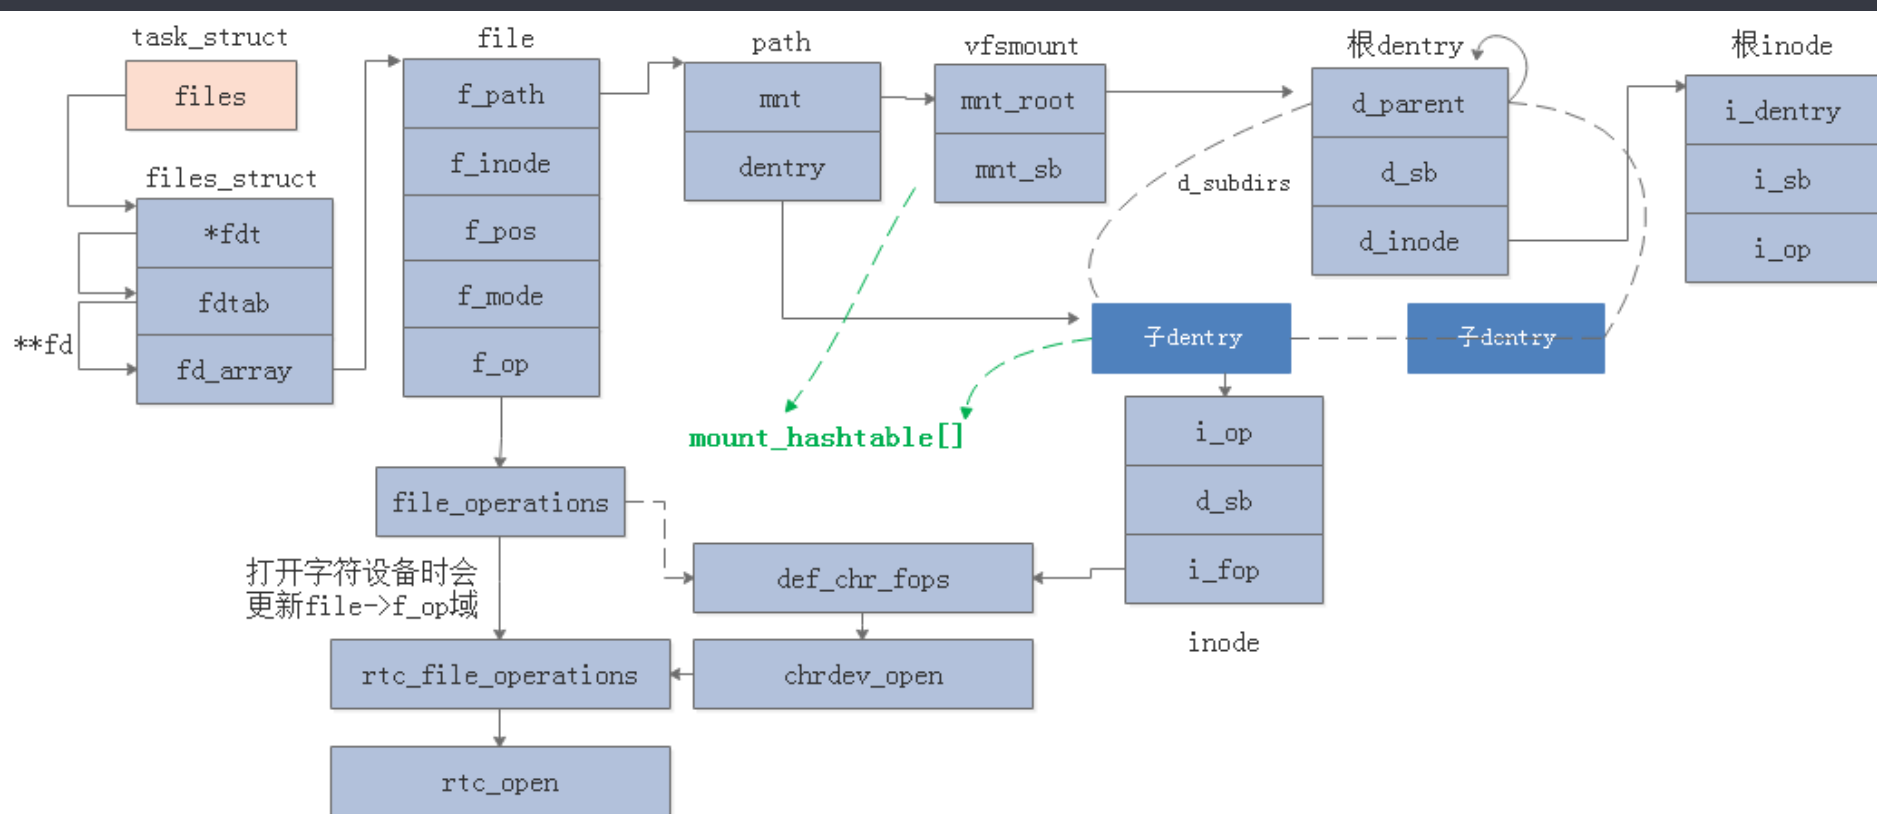 task_struct
files
files_struct
*fdt
fdtab
**fd
fd_array
file
f_path
f_inode
f_pos
f_mode
f_op
path
mnt
dentry
vfsmount
mnt_root
mnt_sb
根dentry
d_parent
d_sb
d_inode
d_subdirs
根inode
i_dentry
i_sb
i_op
子dentry
子dentry
mount_hashtable[]
i_op
d_sb
i_fop
inode
file_operations
打开字符设备时会
更新file->f_op域
def_chr_fops
rtc_file_operations
chrdev_open
rtc_open